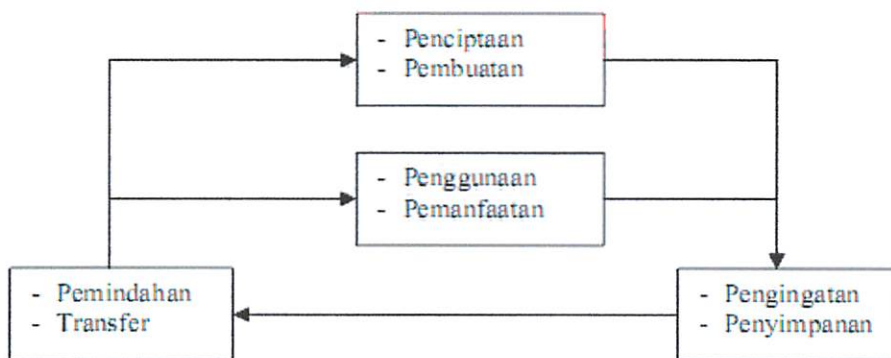 - Penciptaan
- Pembuatan
- Penggunaan
- Pemanfaatan
- Pemindahan
- Transfer
- Pengingatan
- Penyimpanan